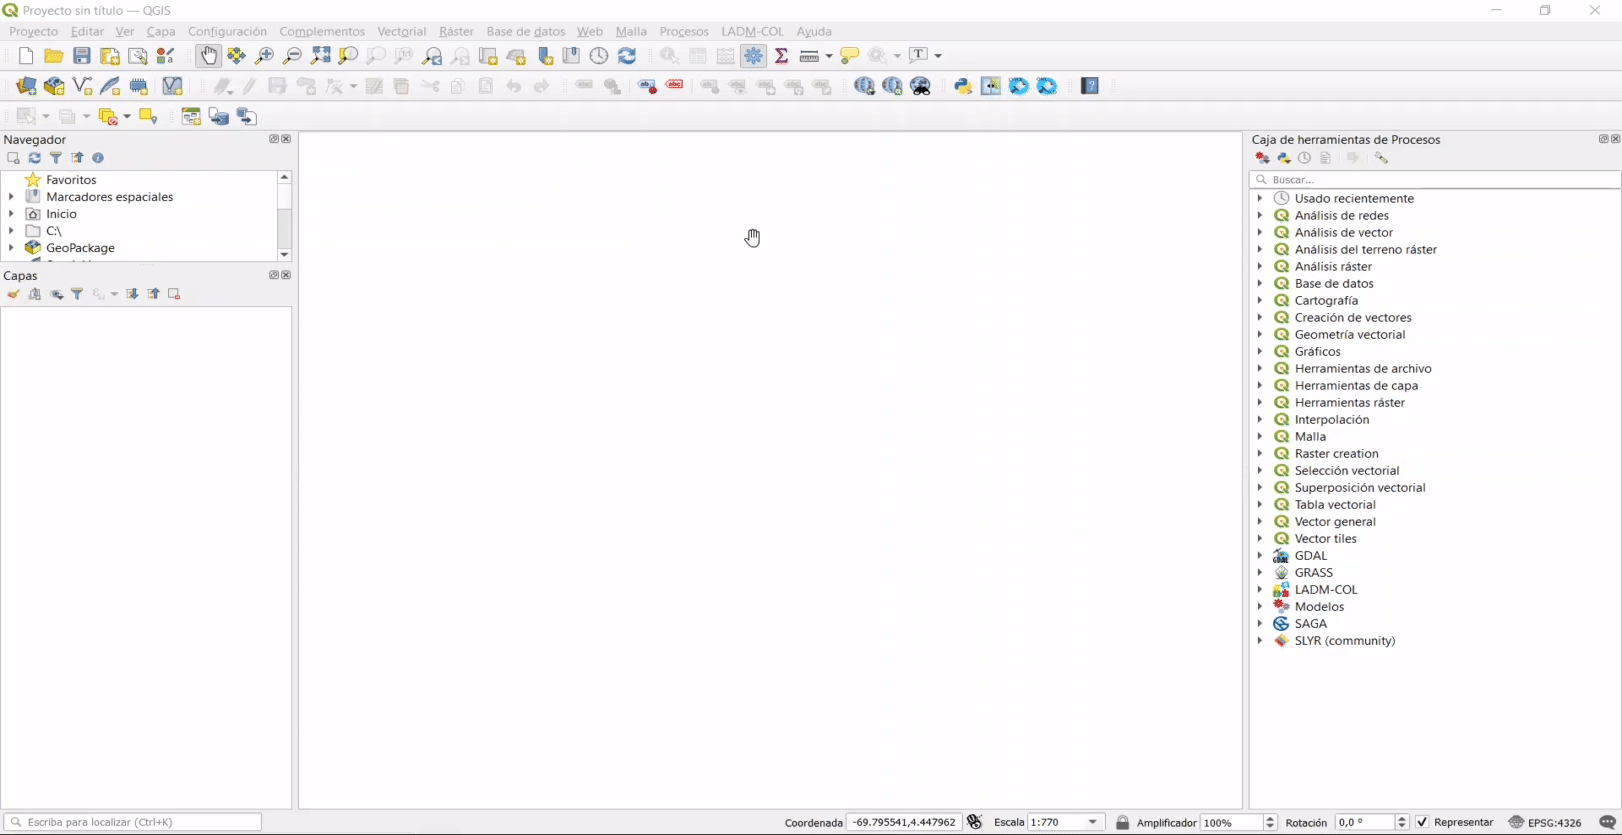 Proyecto sin título — QGIS
Proyecto Editar Ver Capa Configuración Complementos Vectorial Ráster Base de datos Web Malla Procesos LADM-COL Ayuda
Navegador
Favoritos
Marcadores espaciales
Inicio
C:\
GeoPackage
Capas
Caja de herramientas de Procesos
Buscar...
Usado recientemente
Análisis de redes
Análisis de vector
Análisis del terreno ráster
Análisis ráster
Base de datos
Cartografía
Creación de vectores
Geometría vectorial
Gráficos
Herramientas de archivo
Herramientas de capa
Herramientas ráster
Interpolación
Malla
Raster creation
Selección vectorial
Superposición vectorial
Tabla vectorial
Vector general
Vector tiles
GDAL
GRASS
LADM-COL
Modelos
SAGA
SLYR (community)
Escriba para localizar (Ctrl+K)
Coordenada -69.795541,4.447962 Escala 1:770 Amplificador 100% Rotación 0,0 ° Representar EPSG:4326